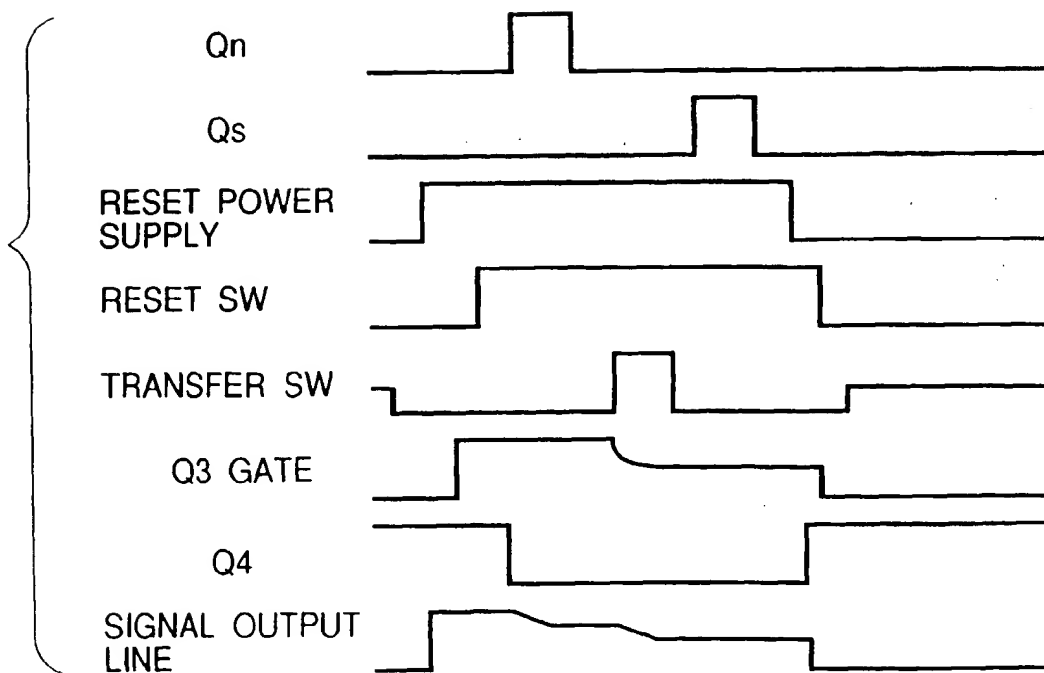 Qn
Qs
RESET POWER
SUPPLY
RESET SW
TRANSFER SW
Q3 GATE
Q4
SIGNAL OUTPUT
LINE